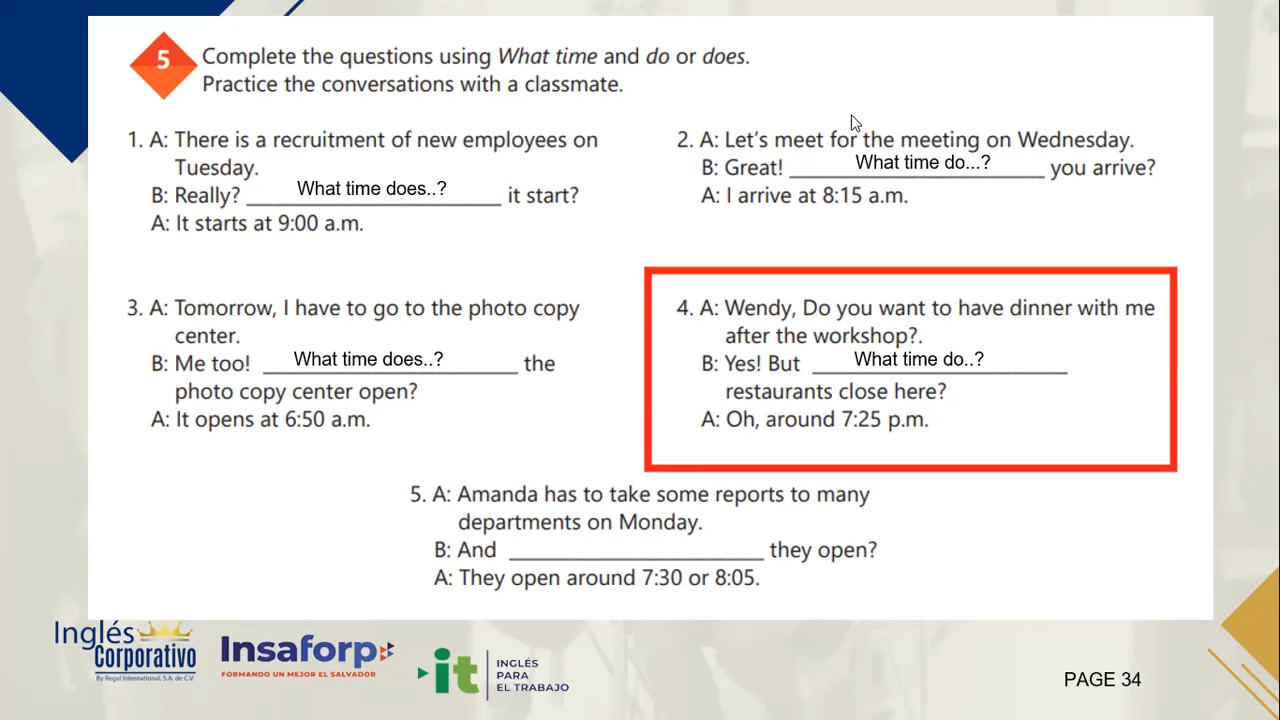 5
Complete the questions using What time and do or does.
Practice the conversations with a classmate.
1. A: There is a recruitment of new employees on
Tuesday.
B: Really? What time does..? it start?
A: It starts at 9:00 a.m.
2. A: Let's meet for the meeting on Wednesday.
B: Great! What time do...? you arrive?
A: I arrive at 8:15 a.m.
3. A: Tomorrow, I have to go to the photo copy
center.
B: Me too! What time does..? the
photo copy center open?
A: It opens at 6:50 a.m.
4. A: Wendy, Do you want to have dinner with me
after the workshop?.
B: Yes! But What time do..?
restaurants close here?
A: Oh, around 7:25 p.m.
5. A: Amanda has to take some reports to many
departments on Monday.
B: And ______________________ they open?
A: They open around 7:30 or 8:05.
Inglés
Corporativo
By Regal International, S.A. de C.V.
Insaforp
FORMANDO UN MEJOR EL SALVADOR
it
INGLÉS
PARA
EL TRABAJO
PAGE 34